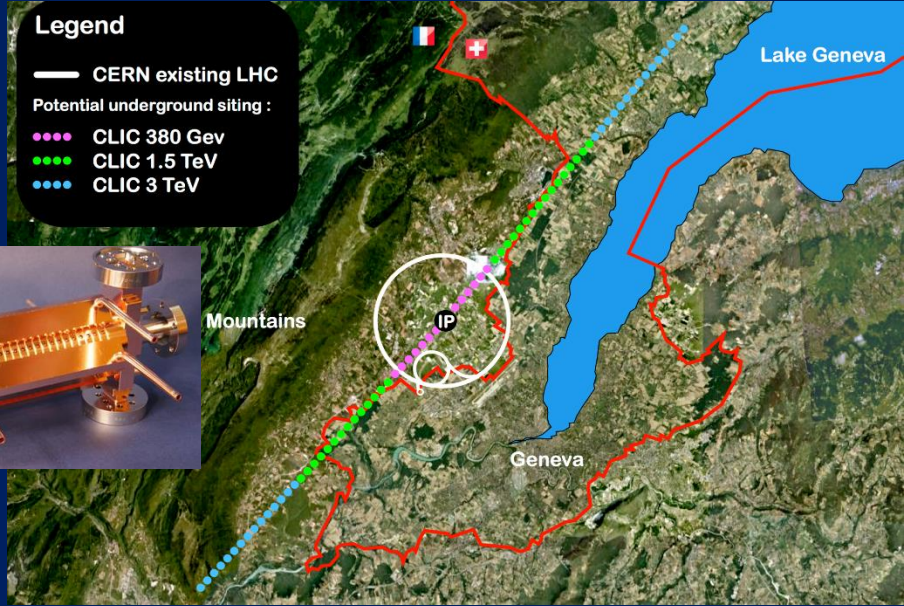 Legend
CERN existing LHC
Potential underground siting :
CLIC 380 Gev
CLIC 1.5 TeV
CLIC 3 TeV
Lake Geneva
Mountains
IP
Geneva